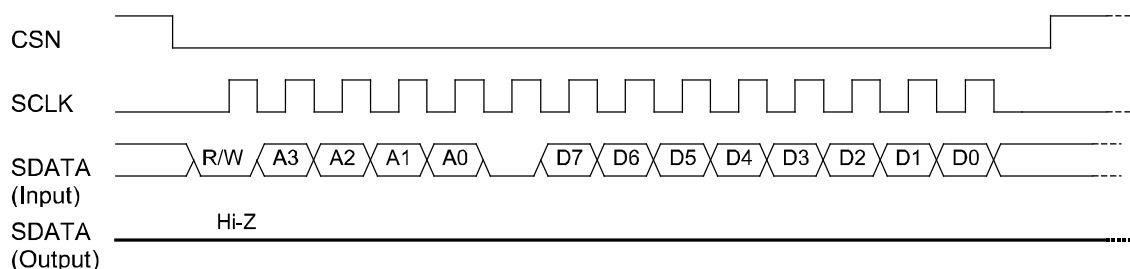 CSN
SCLK
SDATA
(Input)
R/W A3 A2 A1 A0 D7 D6 D5 D4 D3 D2 D1 D0
Hi-Z
SDATA
(Output)